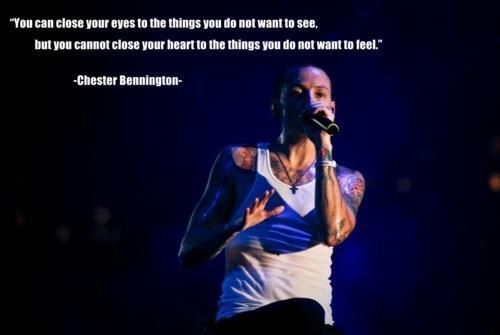 “You can close your eyes to the things you do not want to see,
but you cannot close your heart to the things you do not want to feel.”
-Chester Bennington-